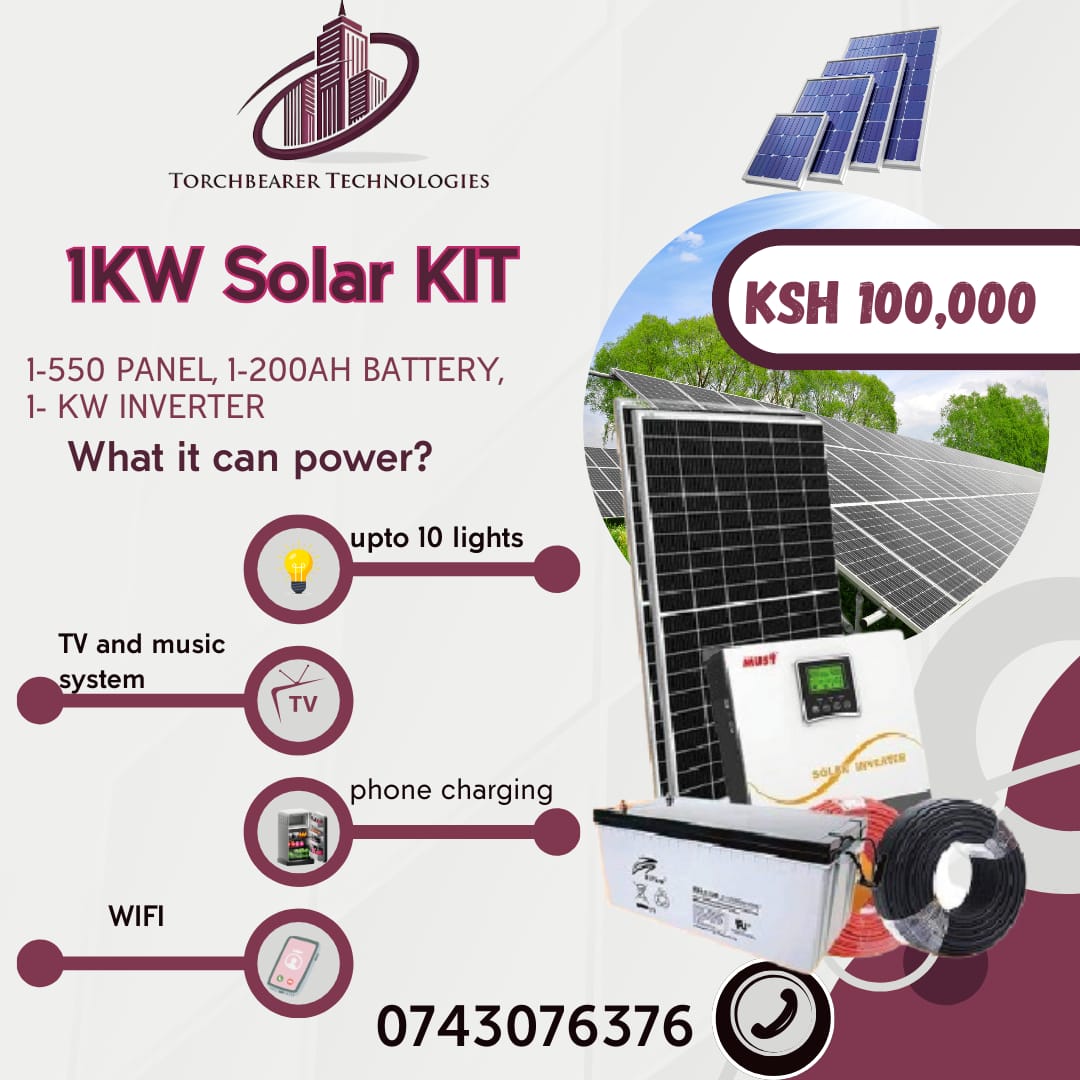 TORCHBEARER TECHNOLOGIES
1KW Solar KIT
KSH 100,000
1-550 PANEL, 1-200AH BATTERY,
1- KW INVERTER
What it can power?
upto 10 lights
TV and music
system
TV
phone charging
WIFI
MUST
SOLAR INVERTER
0743076376